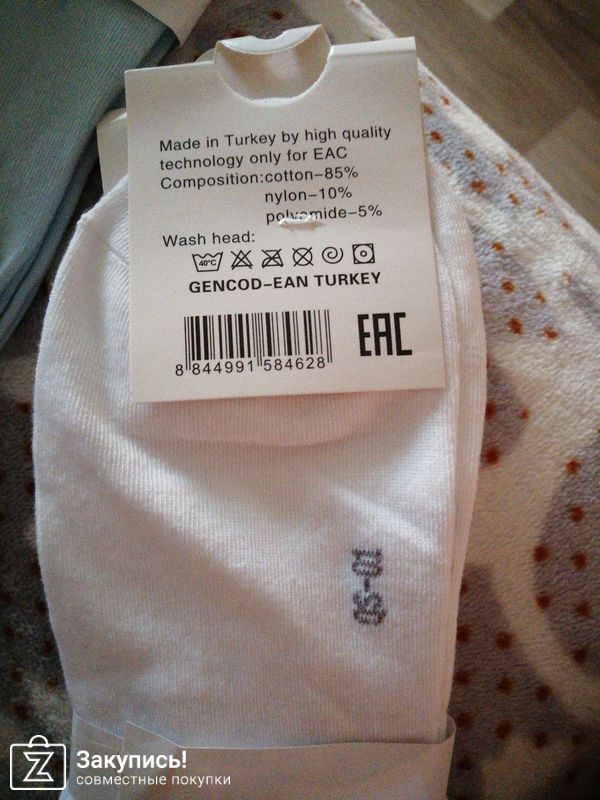 Made in Turkey by high quality
technology only for EAC
Composition:cotton-85%
nylon-10%
polyamide-5%
Wash head:
40°C
GENCOD-EAN TURKEY
8 844991 584628
EAC
Закупись!
совместные покупки